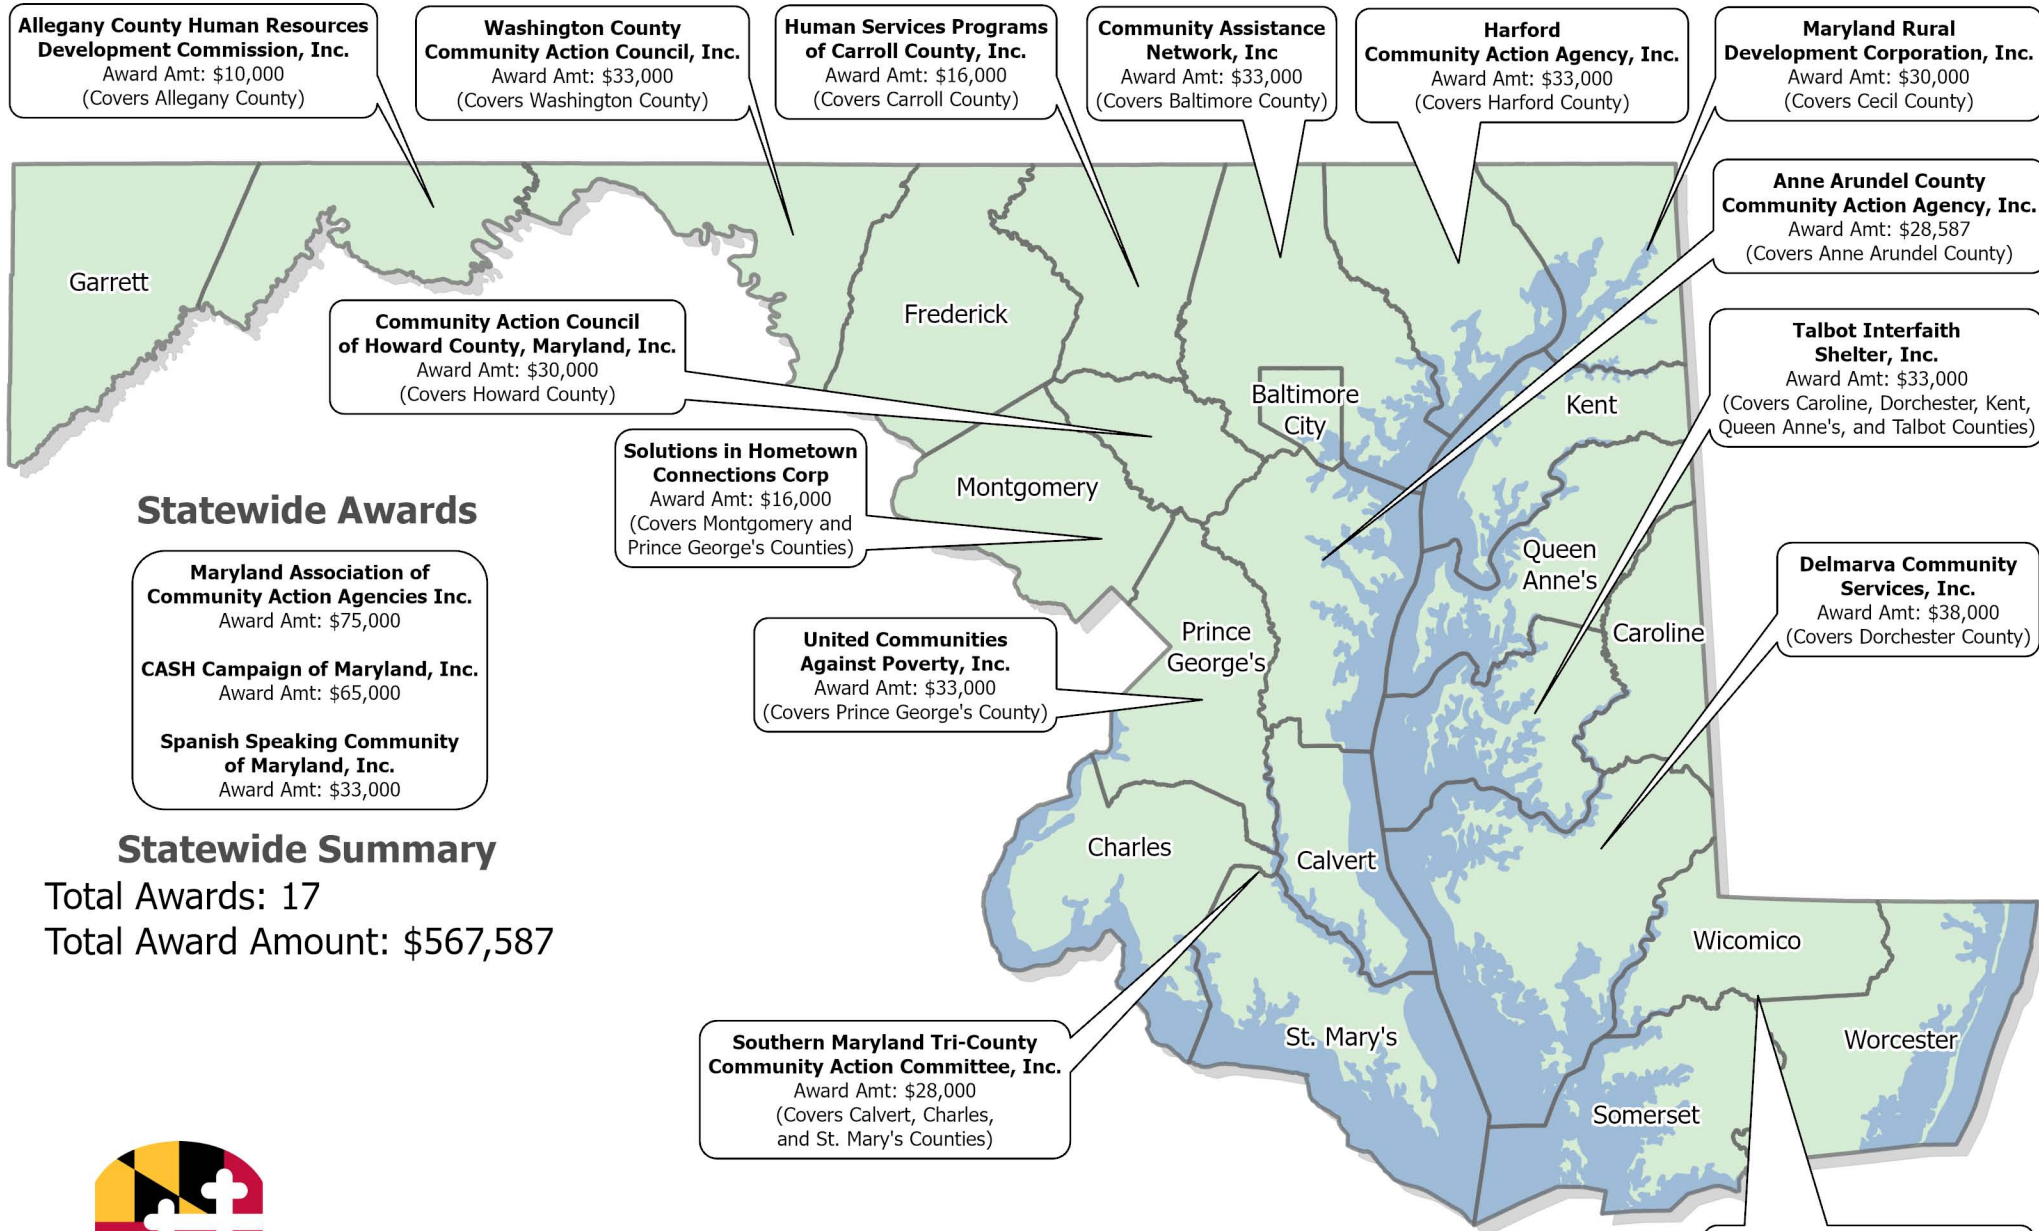 Allegany County Human Resources
Development Commission, Inc.
Award Amt: $10,000
(Covers Allegany County)
Washington County
Community Action Council, Inc.
Award Amt: $33,000
(Covers Washington County)
Human Services Programs
of Carroll County, Inc.
Award Amt: $16,000
(Covers Carroll County)
Community Assistance
Network, Inc
Award Amt: $33,000
(Covers Baltimore County)
Harford
Community Action Agency, Inc.
Award Amt: $33,000
(Covers Harford County)
Maryland Rural
Development Corporation, Inc.
Award Amt: $30,000
(Covers Cecil County)
Anne Arundel County
Community Action Agency, Inc.
Award Amt: $28,587
(Covers Anne Arundel County)
Garrett
Frederick
Community Action Council
of Howard County, Maryland, Inc.
Award Amt: $30,000
(Covers Howard County)
Talbot Interfaith
Shelter, Inc.
Award Amt: $33,000
(Covers Caroline, Dorchester, Kent,
Queen Anne's, and Talbot Counties)
Baltimore
City
Kent
Solutions in Hometown
Connections Corp
Award Amt: $16,000
(Covers Montgomery and
Prince George's Counties)
Montgomery
Statewide Awards
Maryland Association of
Community Action Agencies Inc.
Award Amt: $75,000
CASH Campaign of Maryland, Inc.
Award Amt: $65,000
Spanish Speaking Community
of Maryland, Inc.
Award Amt: $33,000
Queen
Anne's
Delmarva Community
Services, Inc.
Award Amt: $38,000
(Covers Dorchester County)
Prince
George's
Caroline
United Communities
Against Poverty, Inc.
Award Amt: $33,000
(Covers Prince George's County)
Statewide Summary
Total Awards: 17
Total Award Amount: $567,587
Charles
Calvert
Wicomico
Southern Maryland Tri-County
Community Action Committee, Inc.
Award Amt: $28,000
(Covers Calvert, Charles,
and St. Mary's Counties)
St. Mary's
Worcester
Somerset